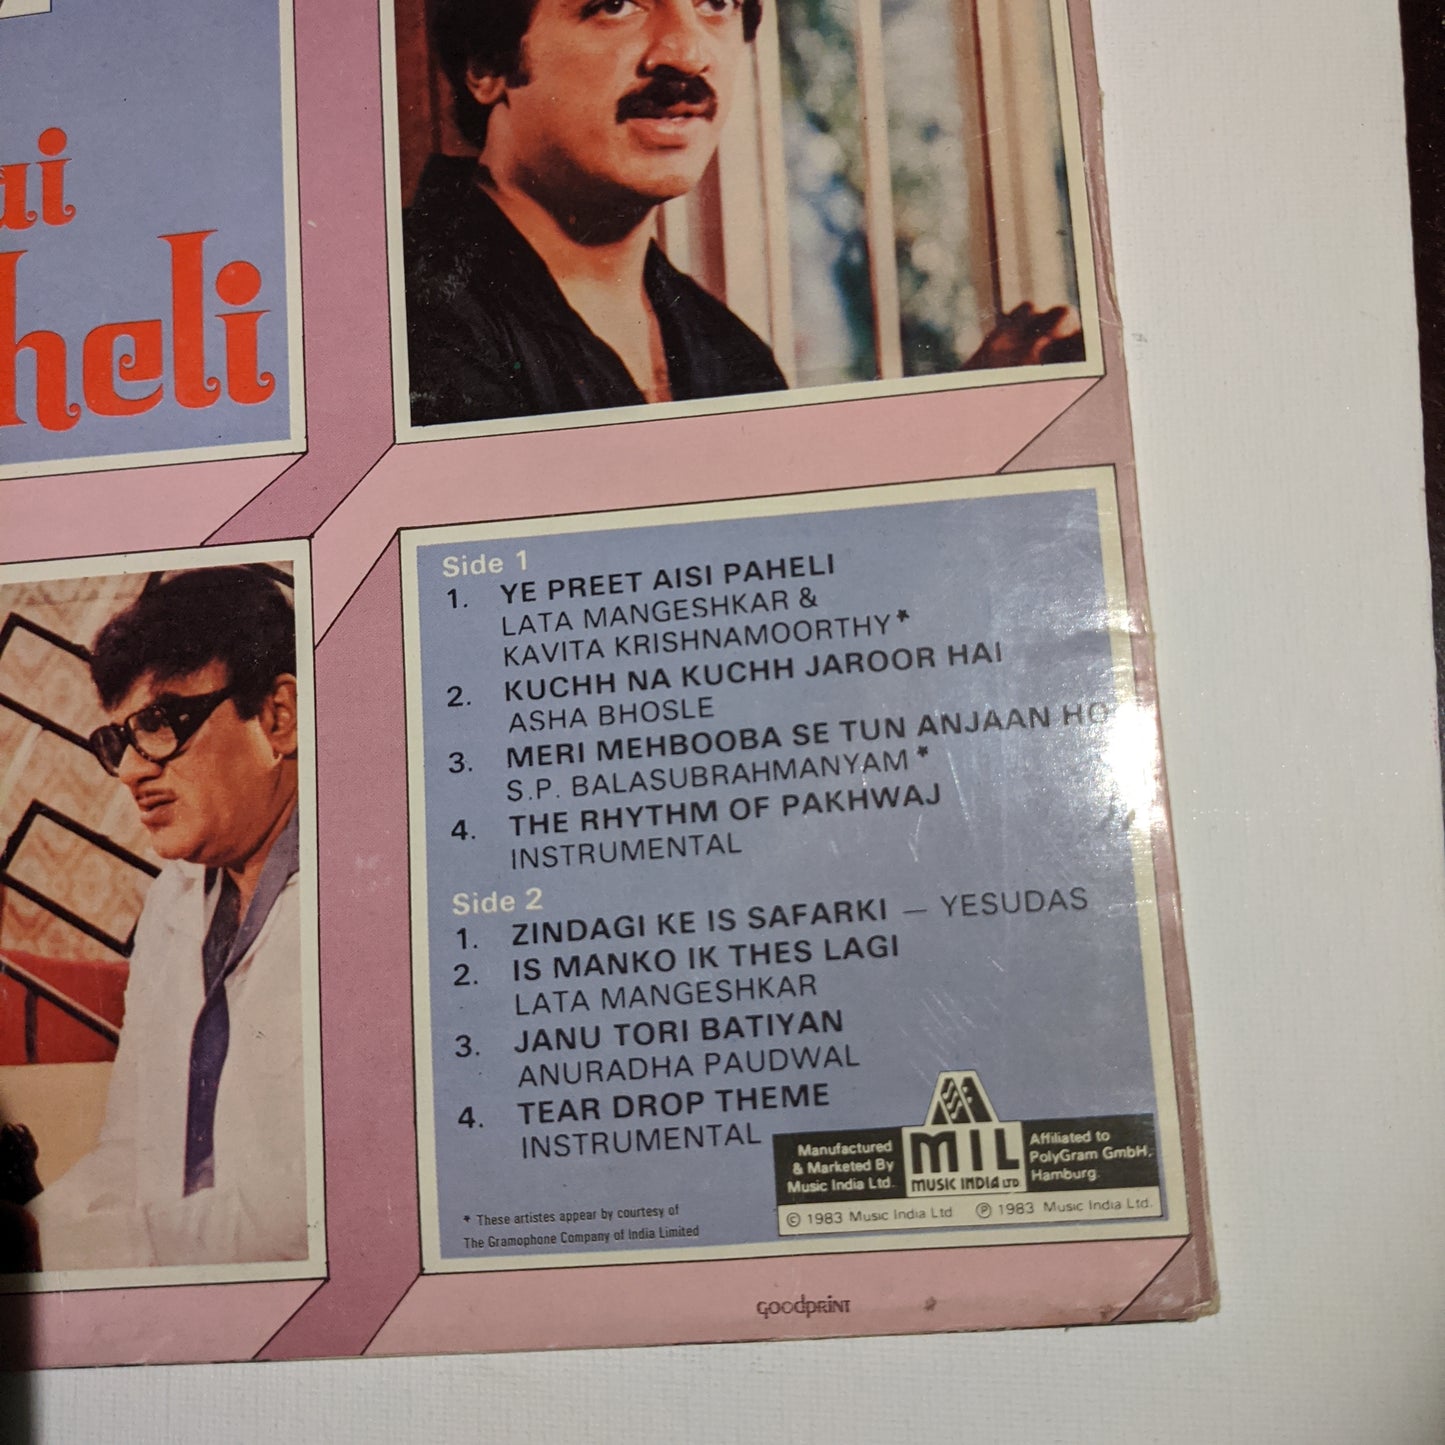 Side 1
1. YE PREET AISI PAHELI
LATA MANGESHKAR &
KAVITA KRISHNAMOORTHY*
2. KUCHH NA KUCHH JAROOR HAI
ASHA BHOSLE
3. MERI MEHBOOBA SE TUN ANJAAN HO
S.P. BALASUBRAHMANYAM*
4. THE RHYTHM OF PAKHWAJ
INSTRUMENTAL
Side 2
1. ZINDAGI KE IS SAFARKI — YESUDAS
2. IS MANKO IK THES LAGI
LATA MANGESHKAR
3. JANU TORI BATIYAN
ANURADHA PAUDWAL
4. TEAR DROP THEME
INSTRUMENTAL
* These artistes appear by courtesy of
The Gramophone Company of India Limited
Manufactured
& Marketed By
Music India Ltd.
MIL
MUSIC INDIA LTD
Affiliated to
PolyGram GmbH,
Hamburg.
© 1983 Music India Ltd ℗ 1983 Music India Ltd.
GOODPRINT